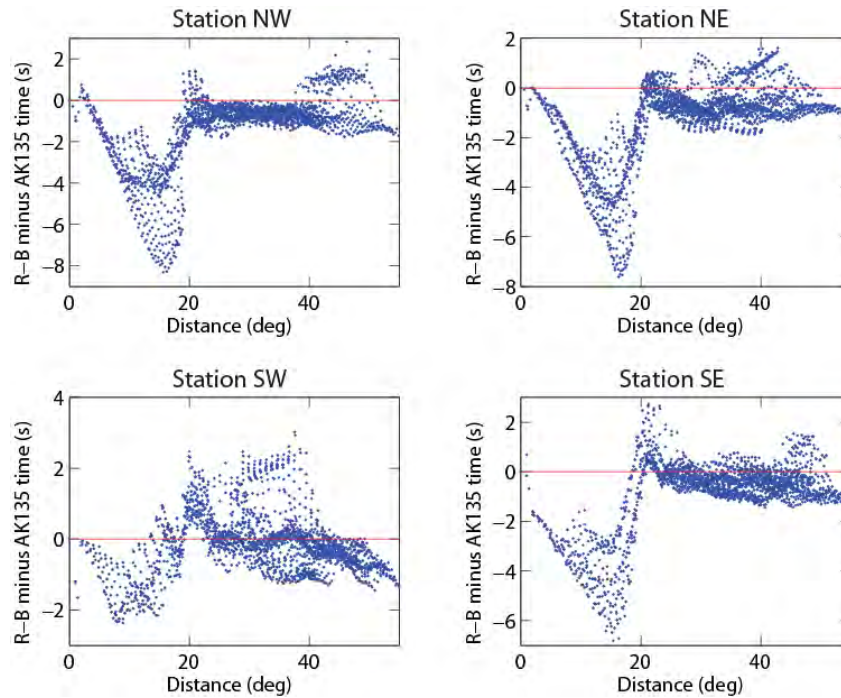 Station NW
R–B minus AK135 time (s)
2
0
−2
−4
−6
−8
0
20
40
Distance (deg)
Station NE
R–B minus AK135 time (s)
2
0
−2
−4
−6
−8
0
20
40
Distance (deg)
Station SW
R–B minus AK135 time (s)
4
2
0
−2
0
20
40
Distance (deg)
Station SE
R–B minus AK135 time (s)
2
0
−2
−4
−6
0
20
40
Distance (deg)